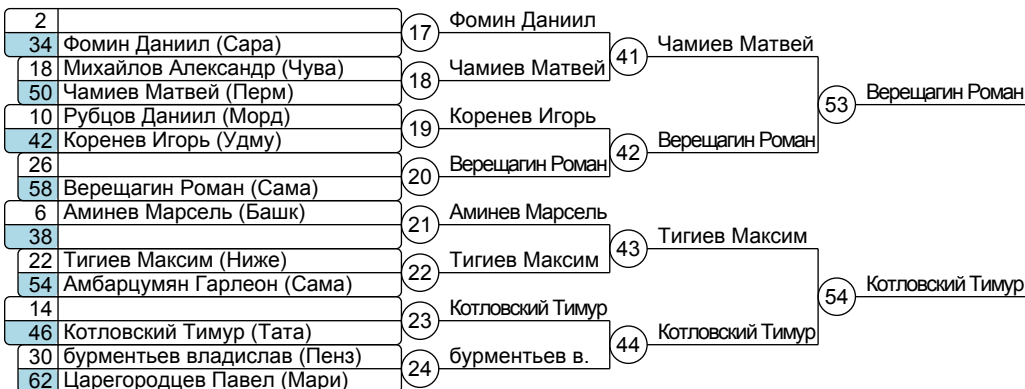 2
34 Фомин Даниил (Сара)
18 Михайлов Александр (Чува)
50 Чамиев Матвей (Перм)
10 Рубцов Даниил (Морд)
42 Коренев Игорь (Удму)
26
58 Верещагин Роман (Сама)
6 Аминев Марсель (Башк)
38
22 Тигиев Максим (Ниже)
54 Амбарцумян Гарлеон (Сама)
14
46 Котловский Тимур (Тата)
30 бурментьев владислав (Пенз)
62 Царегородцев Павел (Мари)
17 Фомин Даниил
18 Чамиев Матвей
19 Коренев Игорь
20 Верещагин Роман
21 Аминев Марсель
22 Тигиев Максим
23 Котловский Тимур
24 бурментьев в.
41 Чамиев Матвей
42 Верещагин Роман
43 Тигиев Максим
44 Котловский Тимур
53 Верещагин Роман
54 Котловский Тимур